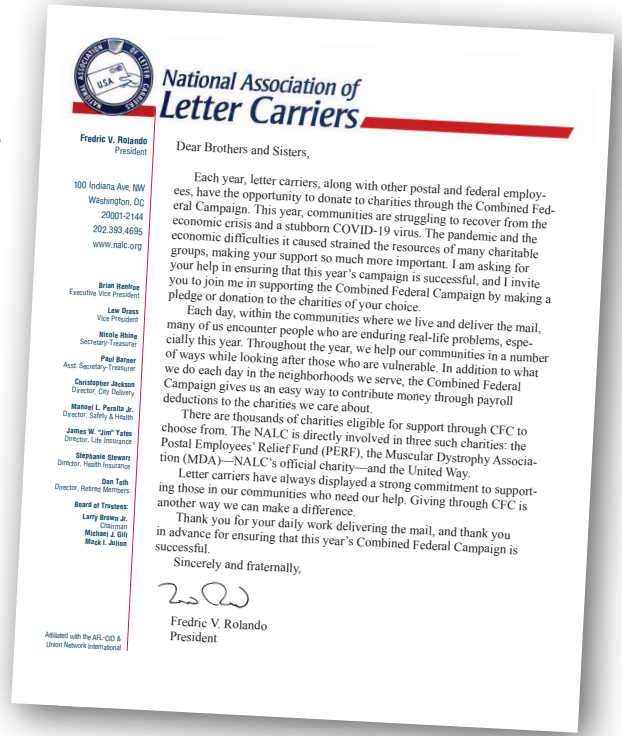 NATIONAL ASSOCIATION OF LETTER CARRIERS
U.S.A.
National Association of
Letter Carriers
Fredric V. Rolando
President
100 Indiana Ave. NW
Washington, DC
20001-2144
202.393.4695
www.nalc.org
Brian Renfroe
Executive Vice President
Lew Drass
Vice President
Nicole Rhine
Secretary-Treasurer
Paul Barner
Asst. Secretary-Treasurer
Christopher Jackson
Director, City Delivery
Manuel L. Peralta Jr.
Director, Safety & Health
James W. "Jim" Yates
Director, Life Insurance
Stephanie Stewart
Director, Health Insurance
Dan Toth
Director, Retired Members
Board of Trustees:
Larry Brown Jr.
Chairman
Michael J. Gill
Mack I. Julion
Affiliated with the AFL-CIO &
Union Network International
Dear Brothers and Sisters,
Each year, letter carriers, along with other postal and federal employ-
ees, have the opportunity to donate to charities through the Combined Fed-
eral Campaign. This year, communities are struggling to recover from the
economic crisis and a stubborn COVID-19 virus. The pandemic and the
economic difficulties it caused strained the resources of many charitable
groups, making your support so much more important. I am asking for
your help in ensuring that this year's campaign is successful, and I invite
you to join me in supporting the Combined Federal Campaign by making a
pledge or donation to the charities of your choice.
Each day, within the communities where we live and deliver the mail,
many of us encounter people who are enduring real-life problems, espe-
cially this year. Throughout the year, we help our communities in a number
of ways while looking after those who are vulnerable. In addition to what
we do each day in the neighborhoods we serve, the Combined Federal
Campaign gives us an easy way to contribute money through payroll
deductions to the charities we care about.
There are thousands of charities eligible for support through CFC to
choose from. The NALC is directly involved in three such charities: the
Postal Employees' Relief Fund (PERF), the Muscular Dystrophy Associa-
tion (MDA)—NALC's official charity—and the United Way.
Letter carriers have always displayed a strong commitment to support-
ing those in our communities who need our help. Giving through CFC is
another way we can make a difference.
Thank you for your daily work delivering the mail, and thank you
in advance for ensuring that this year's Combined Federal Campaign is
successful.
Sincerely and fraternally,
Fredric V. Rolando
President